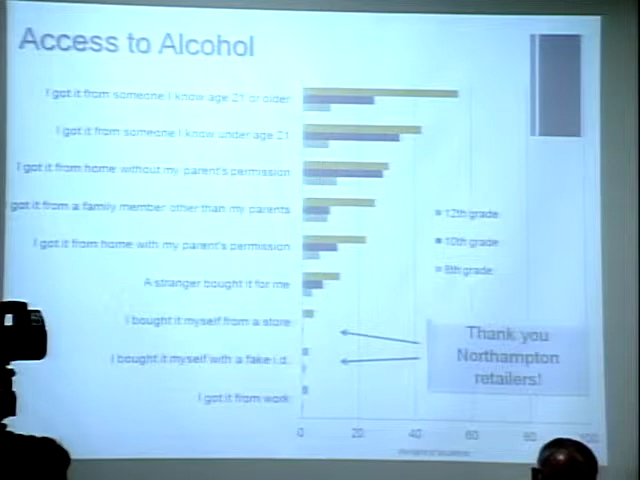 Access to Alcohol
I got it from someone I know age 21 or older
I got it from someone I know under age 21
I got it from home without my parent's permission
got it from a family member other than my parents
I got it from home with my parent's permission
A stranger bought it for me
I bought it myself from a store
I bought it myself with a fake i.d.
I got it from work
12th grade
10th grade
8th grade
Thank you
Northampton
retailers!
0 20 40 60 80 100